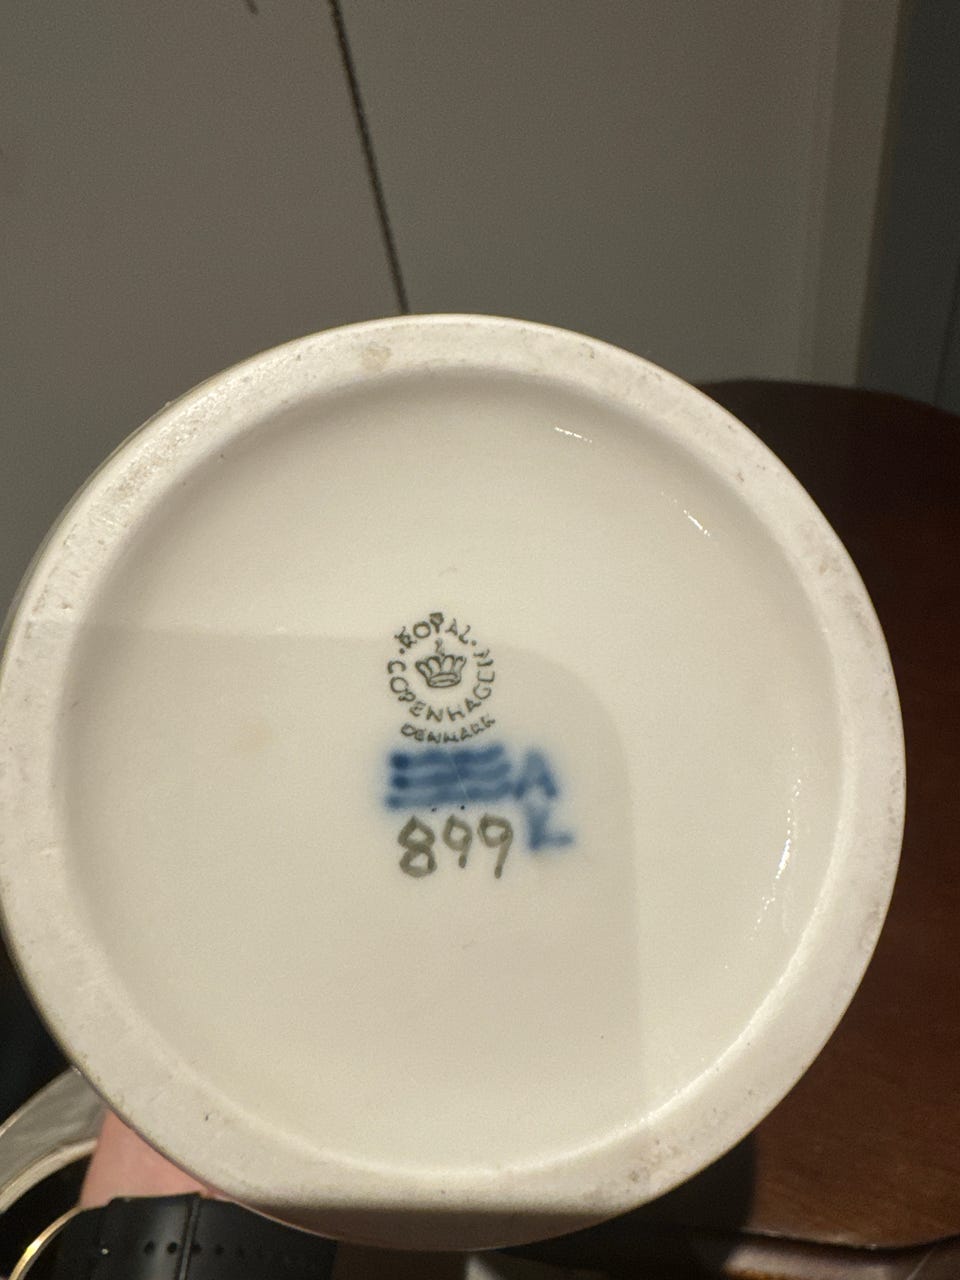 ROYAL
COPENHAGEN
DENMARK
A
K
899